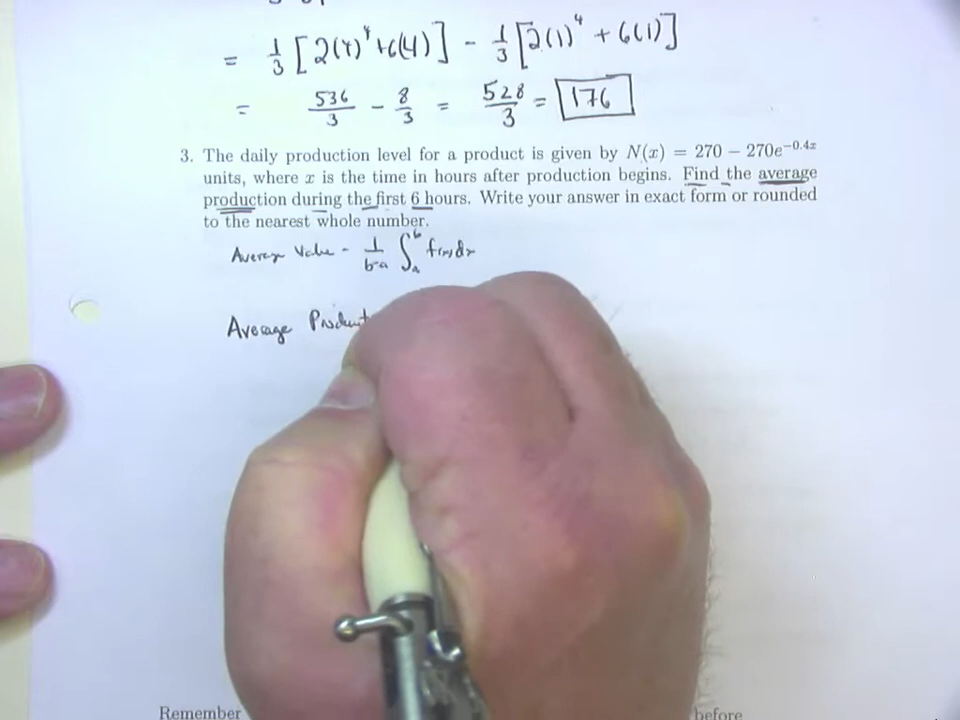 = 1/3 [2(4)^4 + 6(4)] - 1/3 [2(1)^4 + 6(1)]
= 536/3 - 8/3 = 528/3 = 176
3. The daily production level for a product is given by N(x) = 270 − 270e^{−0.4x}
units, where x is the time in hours after production begins. Find the average
production during the first 6 hours. Write your answer in exact form or rounded
to the nearest whole number.
Average Value = 1/(b-a) ∫_a^b f(x) dx
Average Product
Remember before